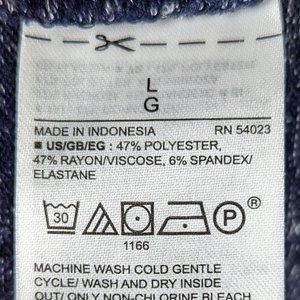 L
G
MADE IN INDONESIA RN 54023
■ US/GB/EG : 47% POLYESTER,
47% RAYON/VISCOSE, 6% SPANDEX/
ELASTANE
30 P®
1166
MACHINE WASH COLD GENTLE
CYCLE/ WASH AND DRY INSIDE
OUT/ ONLY NON-CHLORINE BLEACH